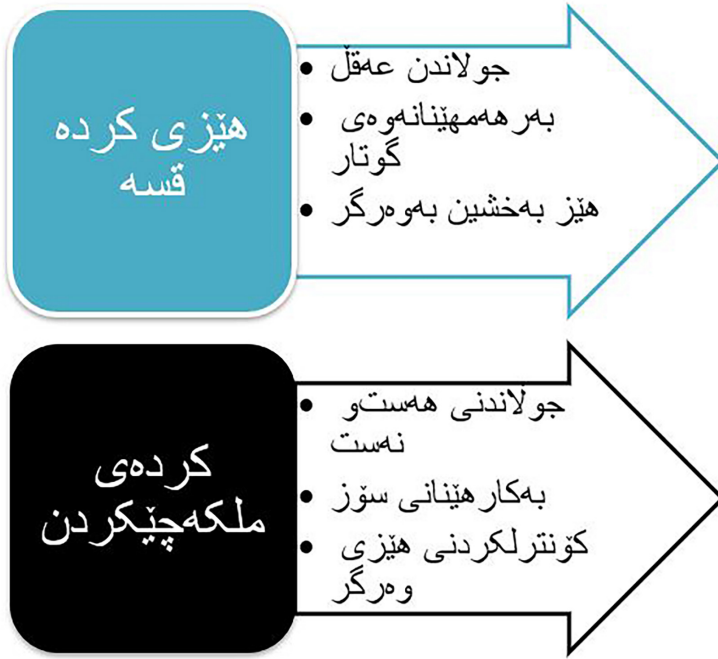 هێزی کردە
قسە
جولاندن عەقڵ
بەرهەمهێنانەوەی
گوتار
هێز بەخشین بەوەرگر
کردەی
ملکەچێکردن
جوڵاندنی هەست‌و
نەست
بەکارهێنانی سۆز
کۆنترلکردنی هێزی
وەرگر